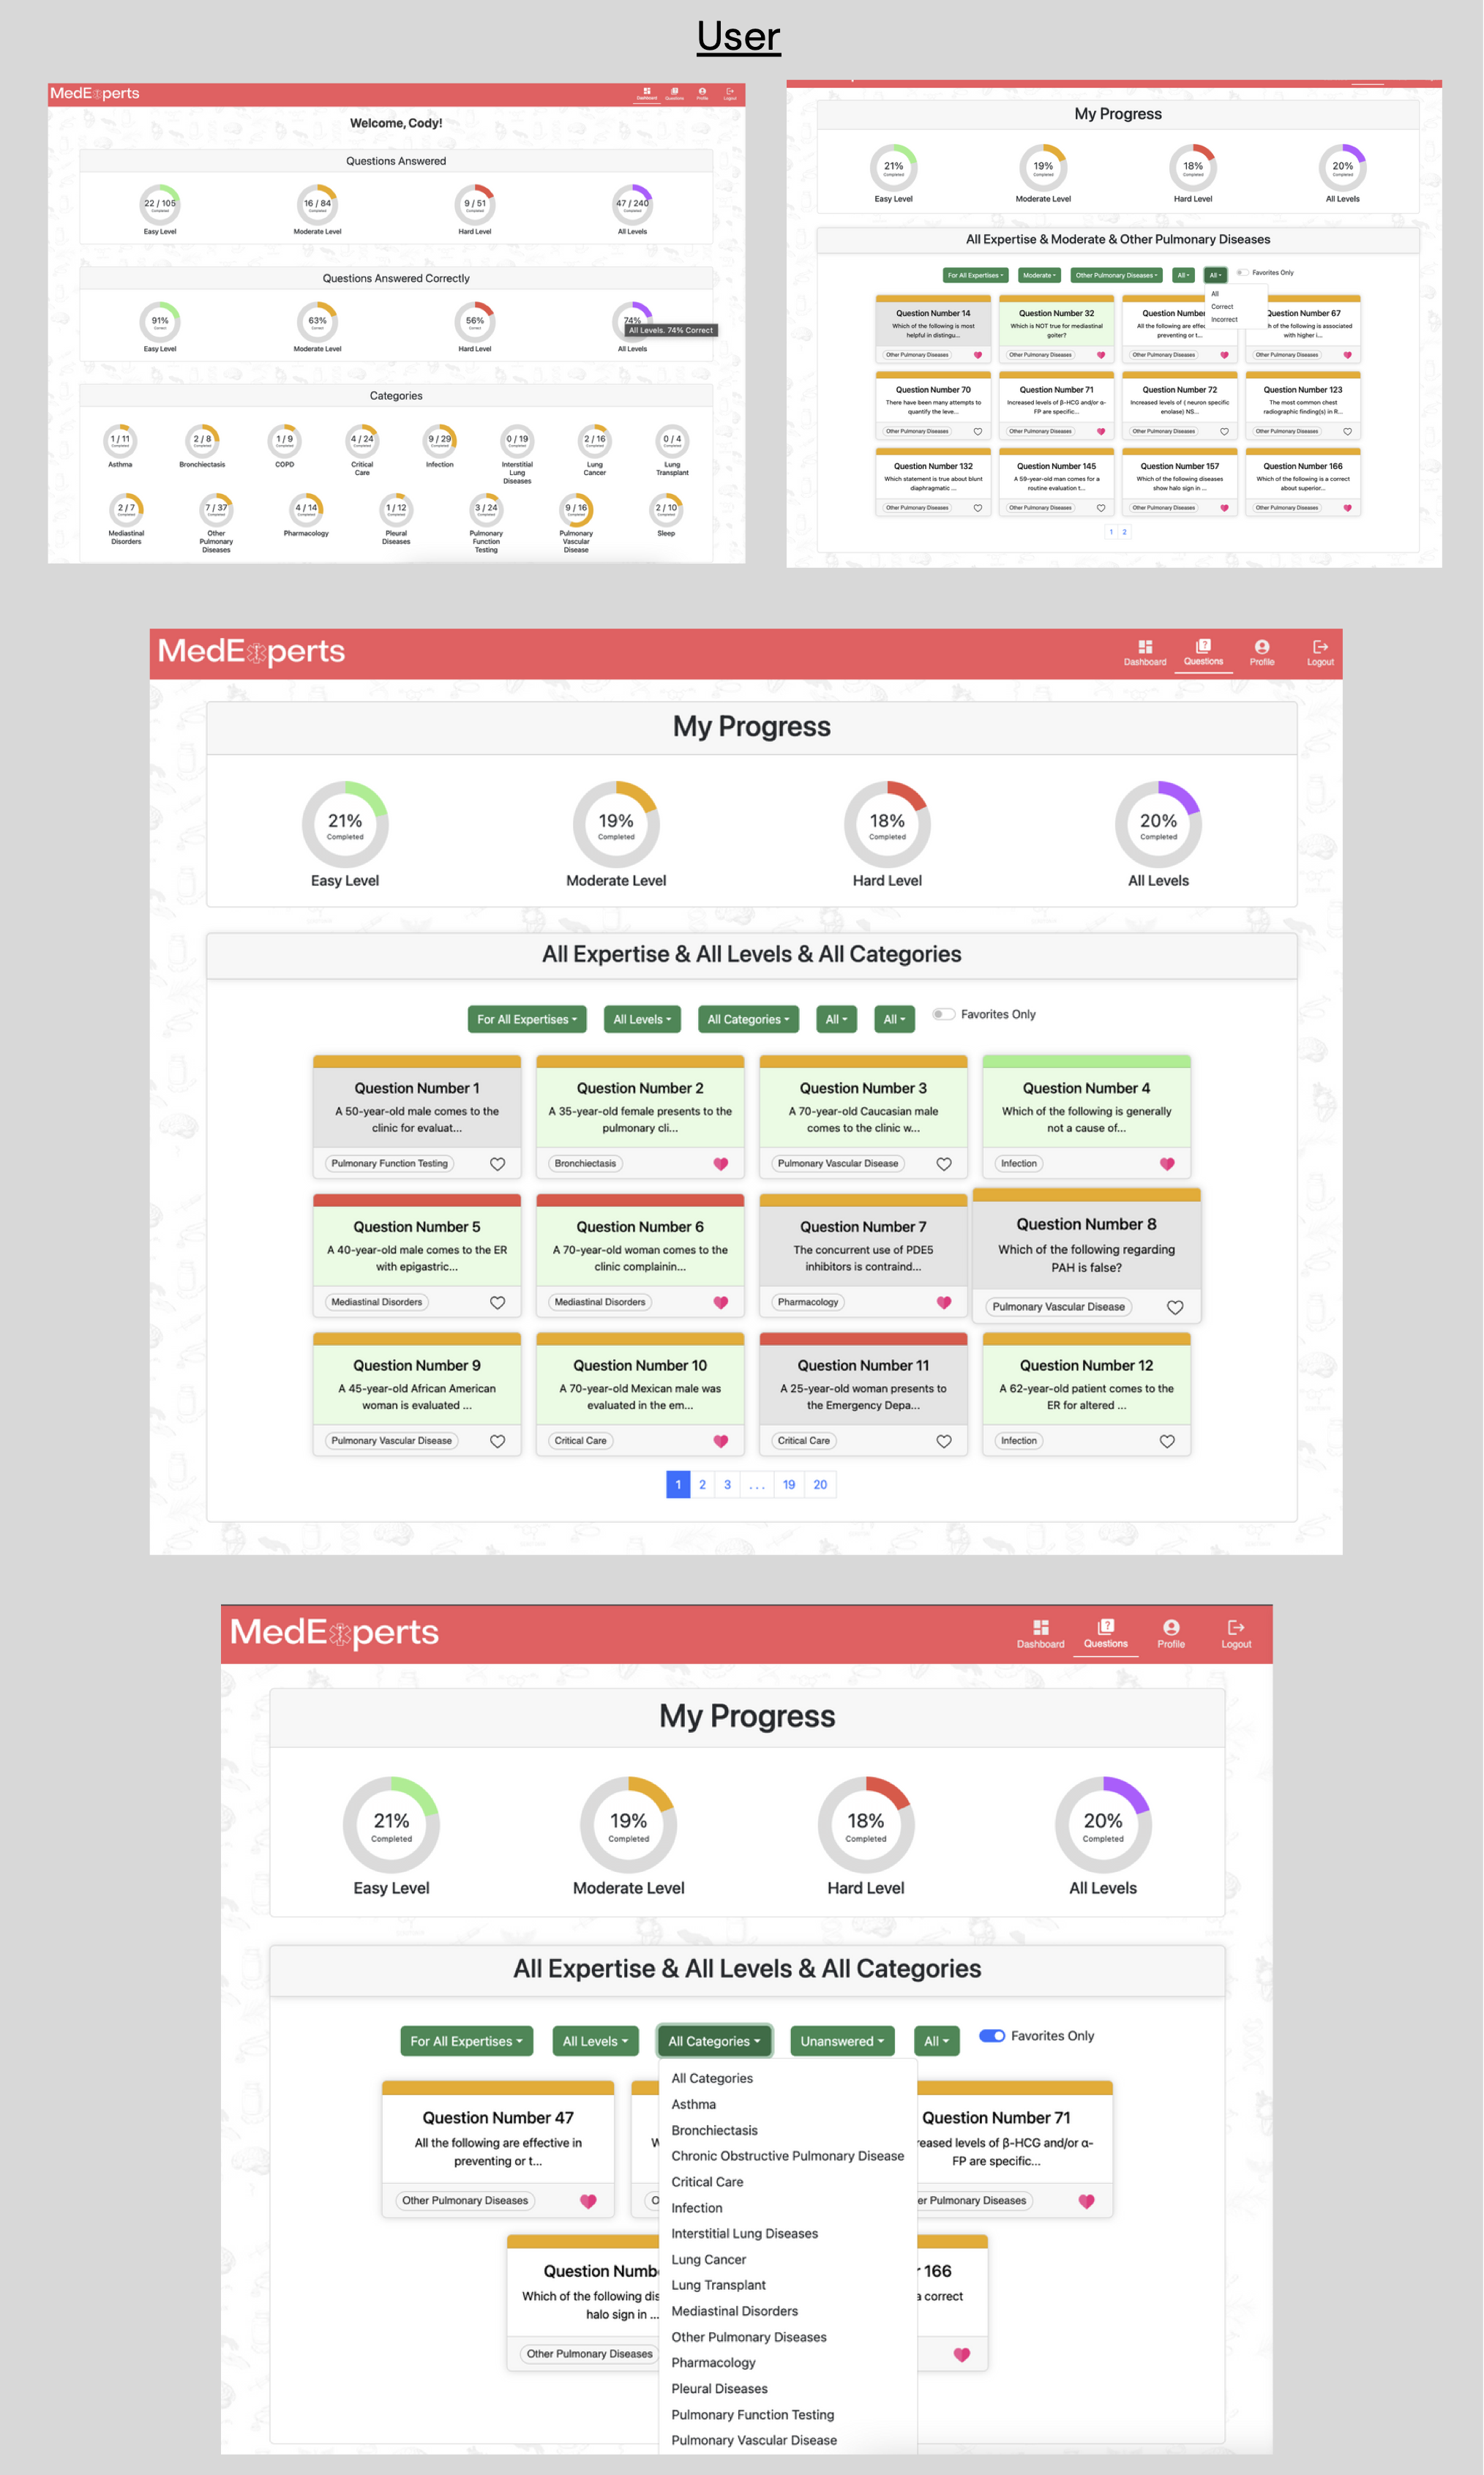 User
MedE perts
Dashboard
Questions
Profile
Logout
Welcome, Cody!
Questions Answered
22 / 105
Completed
Easy Level
16 / 84
Completed
Moderate Level
9 / 51
Completed
Hard Level
47 / 240
Completed
All Levels
Questions Answered Correctly
91%
Correct
Easy Level
63%
Correct
Moderate Level
56%
Correct
Hard Level
74%
All Levels, 74% Correct
All Levels
Categories
1 / 11
Completed
Asthma
2 / 8
Completed
Bronchiectasis
1 / 9
Completed
COPD
4 / 24
Completed
Critical
Care
9 / 29
Completed
Infection
0 / 19
Completed
Interstitial
Lung
Diseases
2 / 16
Completed
Lung
Cancer
0 / 4
Completed
Lung
Transplant
2 / 7
Completed
Mediastinal
Disorders
7 / 37
Completed
Other
Pulmonary
Diseases
4 / 14
Completed
Pharmacology
1 / 12
Completed
Pleural
Diseases
3 / 24
Completed
Pulmonary
Function
Testing
9 / 16
Completed
Pulmonary
Vascular
Disease
2 / 10
Completed
Sleep
My Progress
21%
Completed
Easy Level
19%
Completed
Moderate Level
18%
Completed
Hard Level
20%
Completed
All Levels
All Expertise & Moderate & Other Pulmonary Diseases
For All Expertises
Moderate
Other Pulmonary Diseases
All
All
Favorites Only
All
Correct
Incorrect
Question Number 14
Which of the following is most
helpful in distingu...
Other Pulmonary Diseases
Question Number 32
Which is NOT true for mediastinal
goiter?
Other Pulmonary Diseases
Question Number
All the following are effec
preventing or t...
Other Pulmonary Diseases
Question Number 67
h of the following is associated
with higher i...
Other Pulmonary Diseases
Question Number 70
There have been many attempts to
quantify the leve...
Other Pulmonary Diseases
Question Number 71
Increased levels of β-HCG and/or α-
FP are specific...
Other Pulmonary Diseases
Question Number 72
Increased levels of ( neuron specific
enolase) NS...
Other Pulmonary Diseases
Question Number 123
The most common chest
radiographic finding(s) in R...
Other Pulmonary Diseases
Question Number 132
Which statement is true about blunt
diaphragmatic ...
Other Pulmonary Diseases
Question Number 145
A 59-year-old man comes for a
routine evaluation t...
Other Pulmonary Diseases
Question Number 157
Which of the following diseases
show halo sign in ...
Other Pulmonary Diseases
Question Number 166
Which of the following is a correct
about superior...
Other Pulmonary Diseases
1 2
MedE perts
Dashboard
Questions
Profile
Logout
My Progress
21%
Completed
Easy Level
19%
Completed
Moderate Level
18%
Completed
Hard Level
20%
Completed
All Levels
All Expertise & All Levels & All Categories
For All Expertises
All Levels
All Categories
All
All
Favorites Only
Question Number 1
A 50-year-old male comes to the
clinic for evaluat...
Pulmonary Function Testing
Question Number 2
A 35-year-old female presents to the
pulmonary cli...
Bronchiectasis
Question Number 3
A 70-year-old Caucasian male
comes to the clinic w...
Pulmonary Vascular Disease
Question Number 4
Which of the following is generally
not a cause of...
Infection
Question Number 5
A 40-year-old male comes to the ER
with epigastric...
Mediastinal Disorders
Question Number 6
A 70-year-old woman comes to the
clinic complainin...
Mediastinal Disorders
Question Number 7
The concurrent use of PDE5
inhibitors is contraind...
Pharmacology
Question Number 8
Which of the following regarding
PAH is false?
Pulmonary Vascular Disease
Question Number 9
A 45-year-old African American
woman is evaluated ...
Pulmonary Vascular Disease
Question Number 10
A 70-year-old Mexican male was
evaluated in the em...
Critical Care
Question Number 11
A 25-year-old woman presents to
the Emergency Depa...
Critical Care
Question Number 12
A 62-year-old patient comes to the
ER for altered ...
Infection
1 2 3 ... 19 20
MedE perts
Dashboard
Questions
Profile
Logout
My Progress
21%
Completed
Easy Level
19%
Completed
Moderate Level
18%
Completed
Hard Level
20%
Completed
All Levels
All Expertise & All Levels & All Categories
For All Expertises
All Levels
All Categories
Unanswered
All
Favorites Only
All Categories
Asthma
Bronchiectasis
Chronic Obstructive Pulmonary Disease
Critical Care
Infection
Interstitial Lung Diseases
Lung Cancer
Lung Transplant
Mediastinal Disorders
Other Pulmonary Diseases
Pharmacology
Pleural Diseases
Pulmonary Function Testing
Pulmonary Vascular Disease
Question Number 47
All the following are effective in
preventing or t...
Other Pulmonary Diseases
W
O
Question Number 71
reased levels of β-HCG and/or α-
FP are specific...
er Pulmonary Diseases
Question Numbe
Which of the following dis
halo sign in ...
Other Pulmonary Diseases
166
a correct